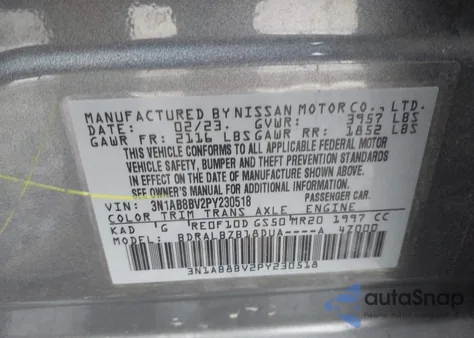 MANUFACTURED BY NISSAN MOTOR CO., LTD.
DATE: 02/23. GVWR: 3957 LBS
GAWR FR: 2116 LBS GAWR RR: 1852 LBS
THIS VEHICLE CONFORMS TO ALL APPLICABLE FEDERAL MOTOR
VEHICLE SAFETY, BUMPER AND THEFT PREVENTION STANDARDS
IN EFFECT ON THE DATE OF MANUFACTURE SHOWN ABOVE.
SEE OWNER'S MANUAL.
VIN: 3N1AB8BV2PY230518 PASSENGER CAR.
COLOR TRIM TRANS AXLE ENGINE
KAD G RE0F10D GS50 MR20 1997 CC
MODEL: BDRALBZB18DUA----A 47000
3N1AB8BV2PY230518
autoSnap